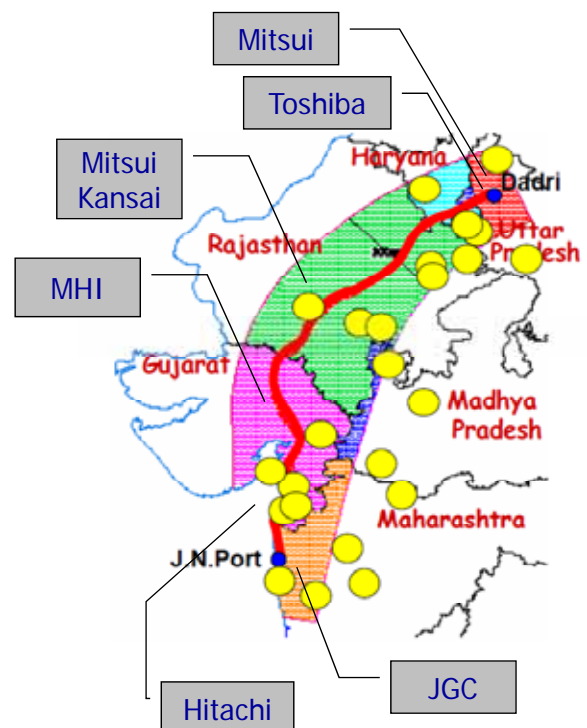 Mitsui
Toshiba
Mitsui
Kansai
Haryana
Dadri
Rajasthan
Uttar
Pradesh
MHI
Gujarat
Madhya
Pradesh
Maharashtra
J.N.Port
JGC
Hitachi